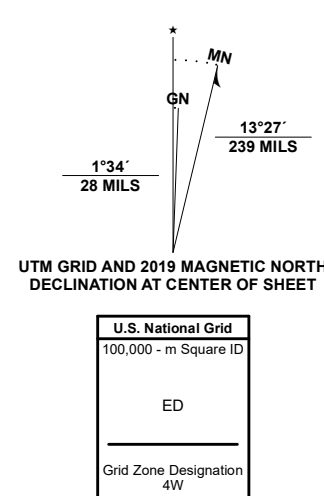 ★
MN
GN
13°27´
239 MILS
1°34´
28 MILS
UTM GRID AND 2019 MAGNETIC NORTH
DECLINATION AT CENTER OF SHEET
U.S. National Grid
100,000 - m Square ID
ED
Grid Zone Designation
4W